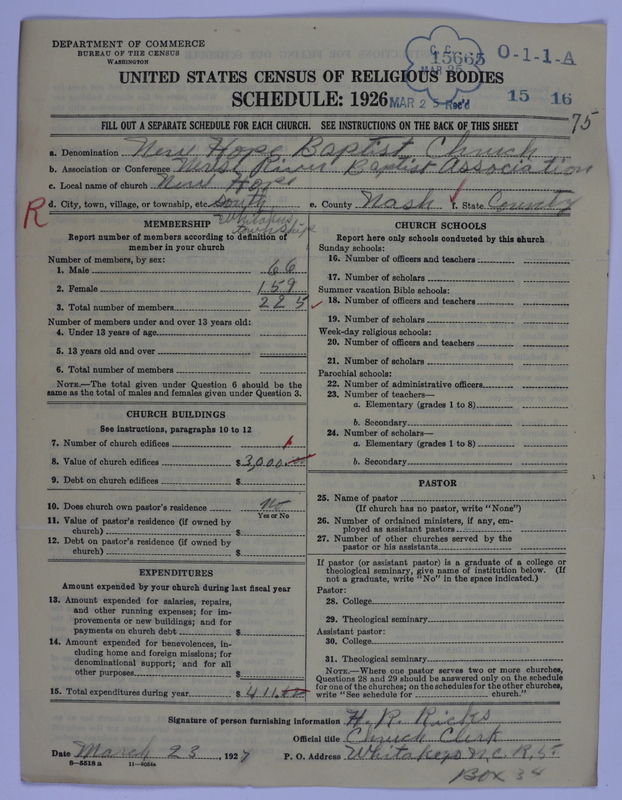 DEPARTMENT OF COMMERCE
BUREAU OF THE CENSUS
WASHINGTON
C. C.
15665
MAR 25
O-1-1-A
UNITED STATES CENSUS OF RELIGIOUS BODIES
SCHEDULE: 1926
MAR 25 Rec'd
15 16
FILL OUT A SEPARATE SCHEDULE FOR EACH CHURCH. SEE INSTRUCTIONS ON THE BACK OF THIS SHEET
75
a. Denomination New Hope Baptist Church
b. Association or Conference West River Baptist Association
c. Local name of church New Hope
d. City, town, village, or township, etc. South Whitakers township
e. County Nash
f. State County
R
MEMBERSHIP
Report number of members according to definition of
member in your church
Number of members, by sex:
1. Male 66
2. Female 159
3. Total number of members 225
Number of members under and over 13 years old:
4. Under 13 years of age
5. 13 years old and over
6. Total number of members
NOTE.—The total given under Question 6 should be the
same as the total of males and females given under Question 3.
CHURCH BUILDINGS
See instructions, paragraphs 10 to 12
7. Number of church edifices 1
8. Value of church edifices $3,000.00
9. Debt on church edifices $
10. Does church own pastor's residence No
Yes or No
11. Value of pastor's residence (if owned by
church) $
12. Debt on pastor's residence (if owned by
church) $
EXPENDITURES
Amount expended by your church during last fiscal year
13. Amount expended for salaries, repairs,
and other running expenses; for im-
provements or new buildings; and for
payments on church debt $
14. Amount expended for benevolences, in-
cluding home and foreign missions; for
denominational support; and for all
other purposes $
15. Total expenditures during year $411.00
CHURCH SCHOOLS
Report here only schools conducted by this church
Sunday schools:
16. Number of officers and teachers
17. Number of scholars
Summer vacation Bible schools:
18. Number of officers and teachers
19. Number of scholars
Week-day religious schools:
20. Number of officers and teachers
21. Number of scholars
Parochial schools:
22. Number of administrative officers
23. Number of teachers—
a. Elementary (grades 1 to 8)
b. Secondary
24. Number of scholars—
a. Elementary (grades 1 to 8)
b. Secondary
PASTOR
25. Name of pastor
(If church has no pastor, write "None")
26. Number of ordained ministers, if any, em-
ployed as assistant pastors
27. Number of other churches served by the
pastor or his assistants
If pastor (or assistant pastor) is a graduate of a college or
theological seminary, give name of institution below. (If
not a graduate, write "No" in the space indicated.)
Pastor:
28. College
29. Theological seminary
Assistant pastor:
30. College
31. Theological seminary
NOTE.—Where one pastor serves two or more churches,
Questions 28 and 29 should be answered only on the schedule
for one of the churches; on the schedules for the other churches,
write "See schedule for church."
Signature of person furnishing information H. R. Ricks
Official title Church Clerk
Date March 23, 1927
P. O. Address Whitakers N.C. R, 5
Box 34
8—5518 a